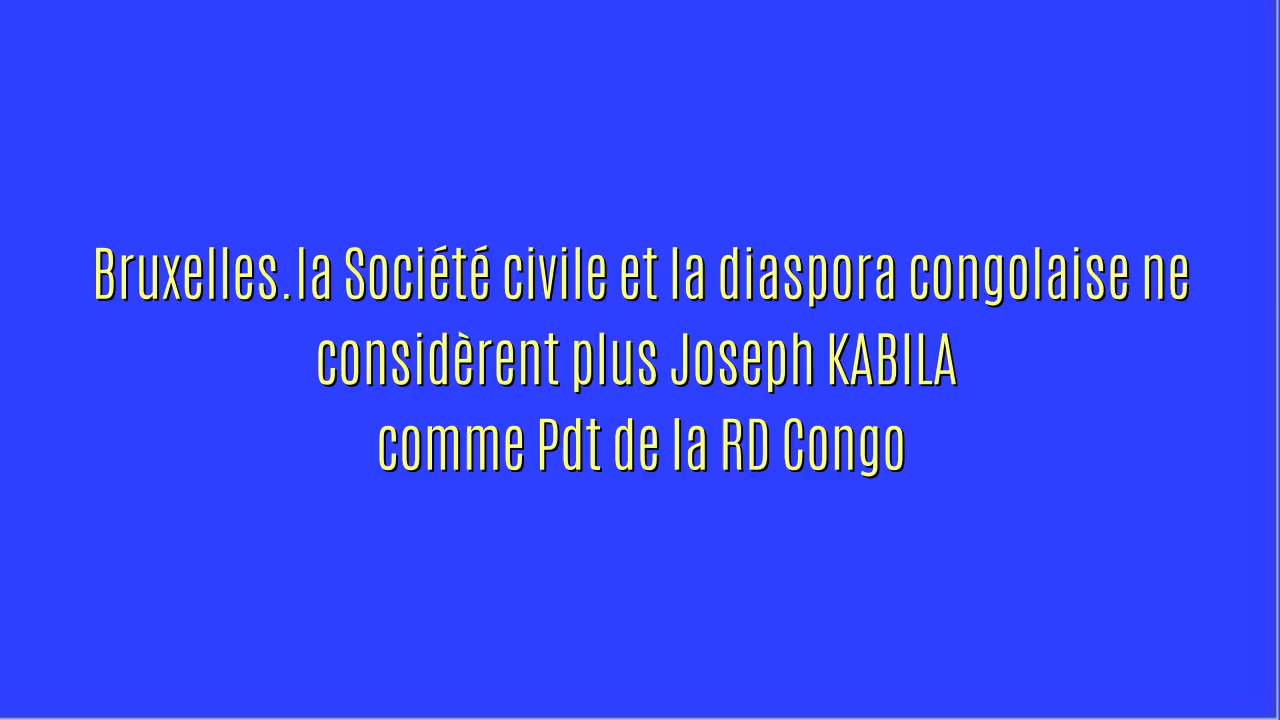 Bruxelles.la Société civile et la diaspora congolaise ne
considèrent plus Joseph KABILA
comme Pdt de la RD Congo